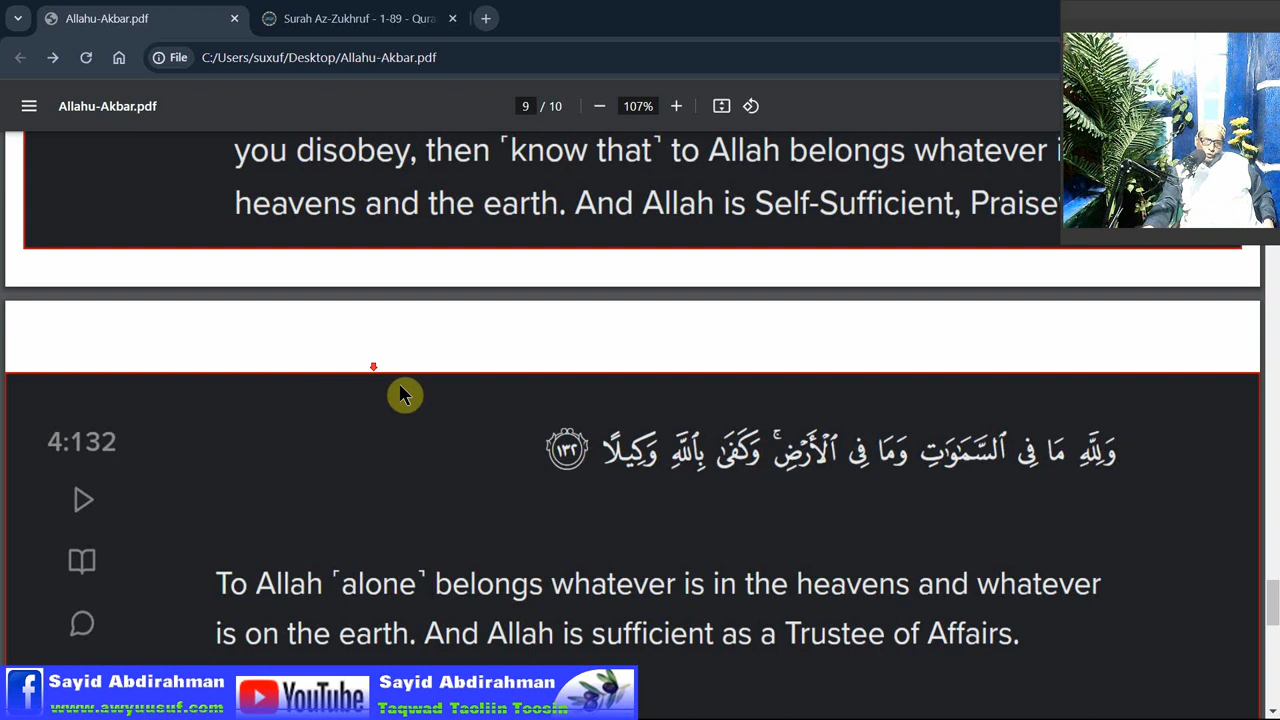 Allahu-Akbar.pdf
Surah Az-Zukhruf - 1-89 - Qura
File
C:/Users/suxuf/Desktop/Allahu-Akbar.pdf
Allahu-Akbar.pdf
9 / 10
107%
you disobey, then ˹know that˺ to Allah belongs whatever
heavens and the earth. And Allah is Self-Sufficient,
4:132
وَلِلَّهِ مَا فِى ٱلسَّمَـٰوَٰتِ وَمَا فِى ٱلْأَرْضِ ۚ وَكَفَىٰ بِٱللَّهِ وَكِيلًا ١٣٢
To Allah ˹alone˺ belongs whatever is in the heavens and whatever
is on the earth. And Allah is sufficient as a Trustee of Affairs.
Sayid Abdirahman
www.awyuusuf.com
YouTube
Sayid Abdirahman
Taqwad Taoliin Toosin